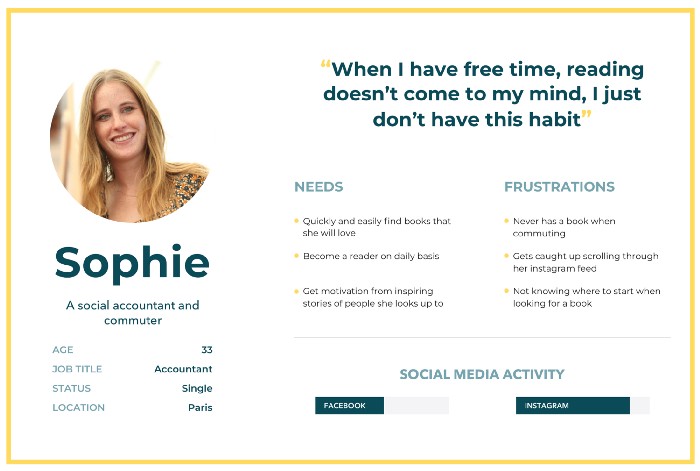 “When I have free time, reading
doesn’t come to my mind, I just
don’t have this habit”
Sophie
A social accountant and
commuter
AGE 33
JOB TITLE Accountant
STATUS Single
LOCATION Paris
NEEDS
Quickly and easily find books that
she will love
Become a reader on daily basis
Get motivation from inspiring
stories of people she looks up to
FRUSTRATIONS
Never has a book when
commuting
Gets caught up scrolling through
her instagram feed
Not knowing where to start when
looking for a book
SOCIAL MEDIA ACTIVITY
FACEBOOK
INSTAGRAM